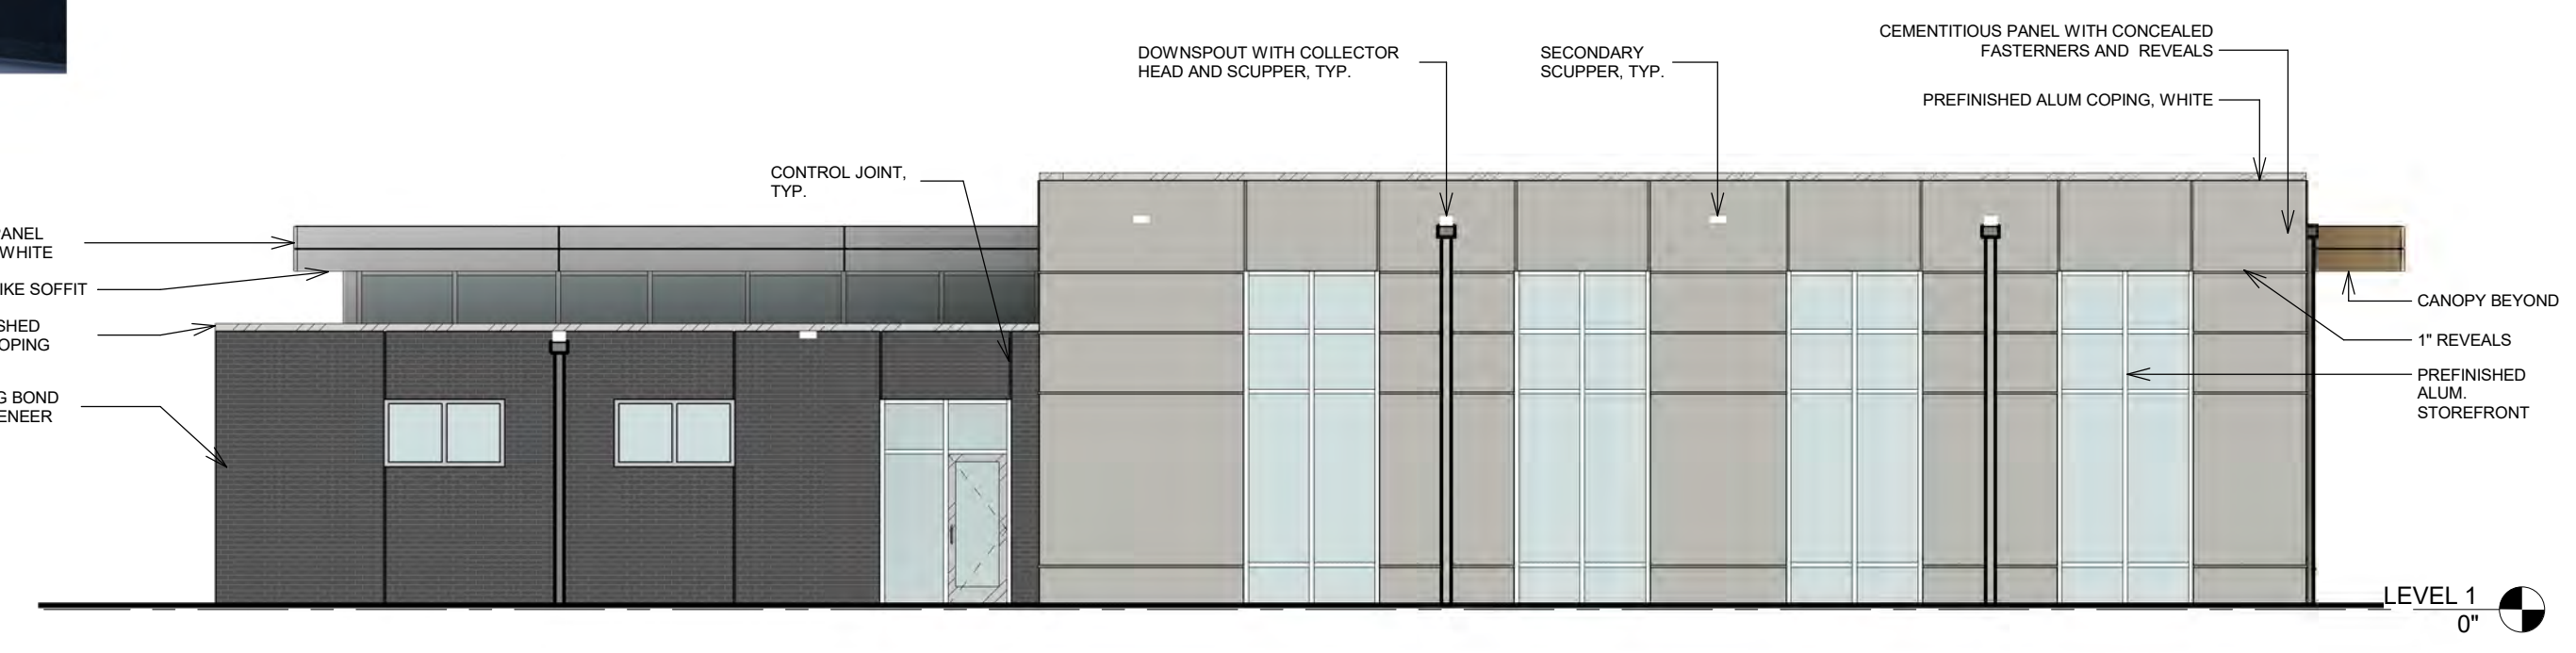 DOWNSPOUT WITH COLLECTOR
HEAD AND SCUPPER, TYP.
SECONDARY
SCUPPER, TYP.
CEMENTITIOUS PANEL WITH CONCEALED
FASTERNERS AND REVEALS
PREFINISHED ALUM COPING, WHITE
CONTROL JOINT,
TYP.
PANEL
WHITE
IKE SOFFIT
SHED
OPING
G BOND
ENEER
CANOPY BEYOND
1" REVEALS
PREFINISHED
ALUM.
STOREFRONT
LEVEL 1
0"